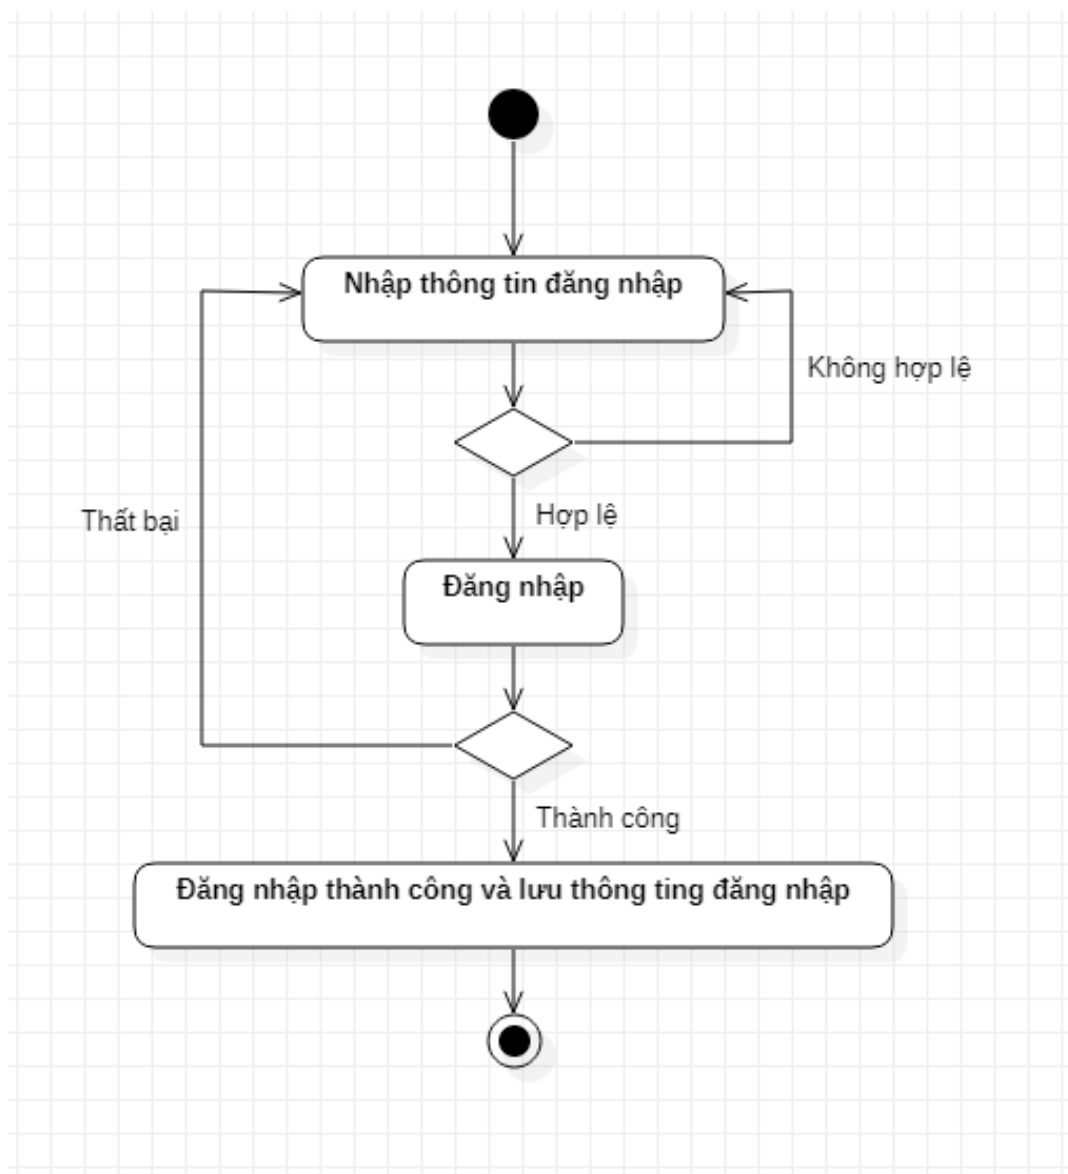 Nhập thông tin đăng nhập
Không hợp lệ
Thất bại
Hợp lệ
Đăng nhập
Thành công
Đăng nhập thành công và lưu thông ting đăng nhập